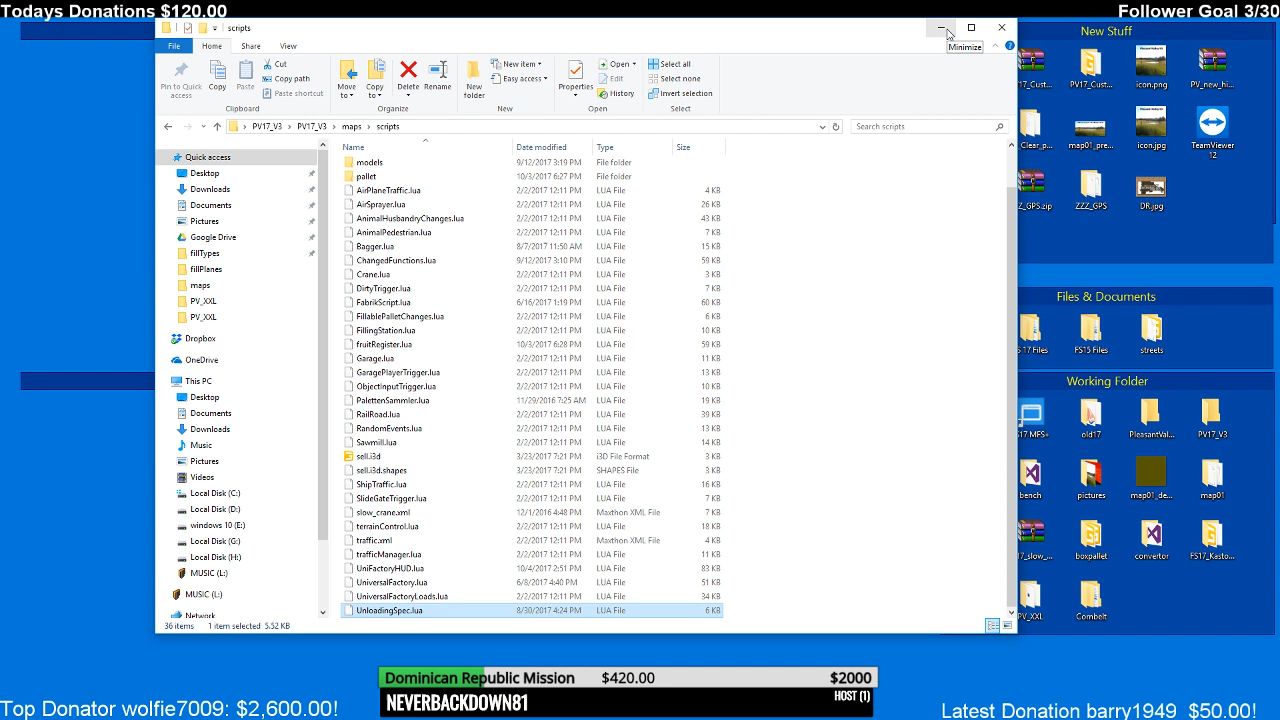 Todays Donations $120.00
Follower Goal 3/30
scripts
Minimize
File Home Share View
Pin to Quick access
Copy
Paste
Cut
Copy path
Paste shortcut
Clipboard
Move to
Copy to
Delete
Rename
Organize
New folder
New item
Easy access
New
Properties
Open
Edit
History
Open
Select all
Select none
Invert selection
Select
PV17_V3 > PV17_V3 > maps > scripts
Search scripts
Name Date modified Type Size
Quick access
Desktop
Downloads
Documents
Pictures
Google Drive
fillTypes
fillPlanes
maps
PV_XXL
PV_XXL
Dropbox
OneDrive
This PC
Desktop
Documents
Downloads
Music
Pictures
Videos
Local Disk (C:)
Local Disk (D:)
windows 10 (E:)
Local Disk (G:)
Local Disk (H:)
MUSIC (L:)
MUSIC (L:)
Network
models 9/12/2017 3:19 PM File folder
pallet 10/3/2017 6:27 PM File folder
AirPlaneTraffic.lua 2/2/2017 12:11 PM LUA File 4 KB
AirSprayer.lua 2/2/2017 12:11 PM LUA File 26 KB
AnimalHusbandryChanges.lua 2/2/2017 12:11 PM LUA File 43 KB
AnimalPedestrian.lua 2/2/2017 12:11 PM LUA File 7 KB
Bagger.lua 8/7/2017 11:50 AM LUA File 15 KB
ChangedFunctions.lua 9/12/2017 3:10 PM LUA File 59 KB
Crane.lua 2/2/2017 12:11 PM LUA File 3 KB
DirtyTrigger.lua 2/2/2017 12:11 PM LUA File 7 KB
FabrikScript.lua 6/16/2017 1:19 PM LUA File 60 KB
FillablePalletChanges.lua 2/2/2017 12:11 PM LUA File 6 KB
FillingStation.lua 2/2/2017 12:11 PM LUA File 10 KB
fruitRegister.lua 10/3/2017 6:28 PM LUA File 59 KB
Garage.lua 2/2/2017 12:11 PM LUA File 11 KB
GaragePlayerTrigger.lua 2/2/2017 12:11 PM LUA File 13 KB
ObjectInputTrigger.lua 2/2/2017 12:11 PM LUA File 10 KB
PalettenSammler.lua 11/29/2016 7:25 AM LUA File 19 KB
RailRoad.lua 2/2/2017 12:11 PM LUA File 39 KB
RandomEvents.lua 2/2/2017 12:11 PM LUA File 13 KB
Sawmill.lua 2/2/2017 12:11 PM LUA File 14 KB
sell.i3d 3/23/2017 7:21 PM i3D File Format 3 KB
sell.i3d.shapes 3/23/2017 7:21 PM SHAPES File 3 KB
ShipTraffic.lua 2/2/2017 12:11 PM LUA File 16 KB
SlideGateTrigger.lua 2/2/2017 12:11 PM LUA File 7 KB
slow_crane.xml 12/1/2016 4:48 PM Maxthon XML File 7 KB
terrainControl.lua 2/2/2017 12:11 PM LUA File 18 KB
traffic.xml 2/2/2017 12:11 PM Maxthon XML File 4 KB
trafficManager.lua 2/2/2017 12:11 PM LUA File 11 KB
UniFactoryHUD.lua 10/4/2017 2:51 PM LUA File 83 KB
UniversalFactory.lua 6/8/2017 4:40 PM LUA File 51 KB
UniversalFactoryLoads.lua 2/2/2017 12:11 PM LUA File 34 KB
UnloadingSpec.lua 8/30/2017 4:24 PM LUA File 6 KB
36 items 1 item selected 5.52 KB
New Stuff
17_Cust... PV17_Cust... icon.png PV_new_hi...
_Clear_p... map01_pre... icon.jpg TeamViewer 12
ZZ_GPS.zip ZZZ_GPS DR.jpg
Files & Documents
S 17 Files FS15 Files streets
Working Folder
S17 MFS+ old17 PleasantVal... PV17_V3
bench pictures map01_de... map01
17_slow_... boxpallet convertor FS17_Kasto...
PV_XXL Combelt
Dominican Republic Mission $420.00 $2000
NEVERBACKDOWN81 HOST (1)
Top Donator wolfie7009: $2,600.00!
Latest Donation barry1949 $50.00!